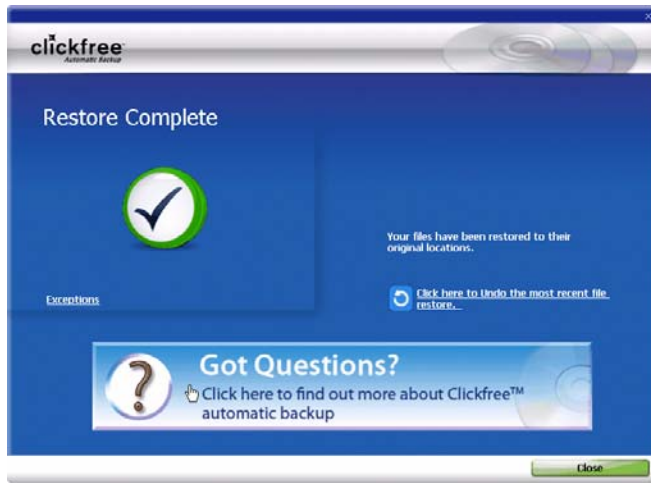 x
clickfree
Automatic Backup
Restore Complete
Your files have been restored to their
original locations.
Exceptions
Click here to Undo the most recent file
restore.
?
Got Questions?
Click here to find out more about Clickfree™
automatic backup
Close